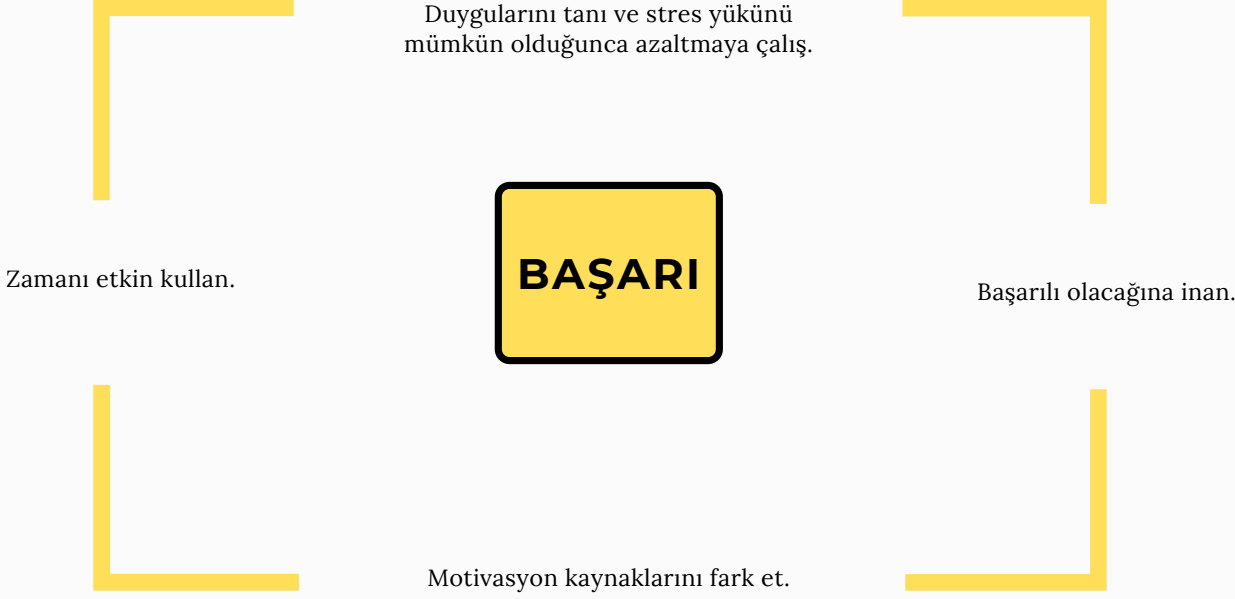 Duygularını tanı ve stres yükünü
mümkün olduğunca azaltmaya çalış.
BAŞARI
Zamanı etkin kullan.
Başarılı olacağına inan.
Motivasyon kaynaklarını fark et.